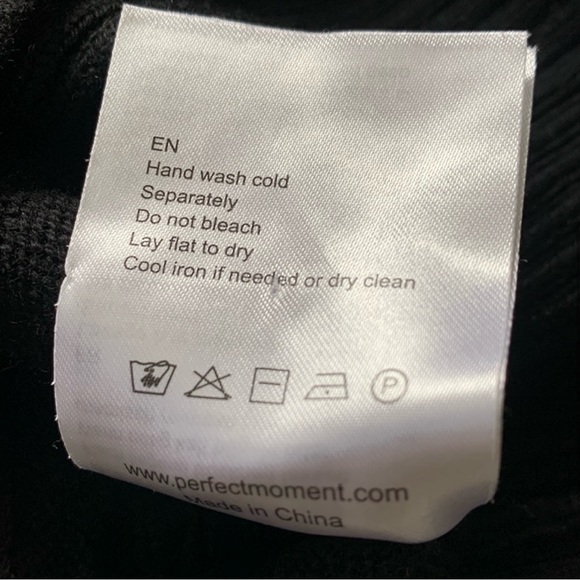 EN
Hand wash cold
Separately
Do not bleach
Lay flat to dry
Cool iron if needed or dry clean
P
www.perfectmoment.com
Made in China